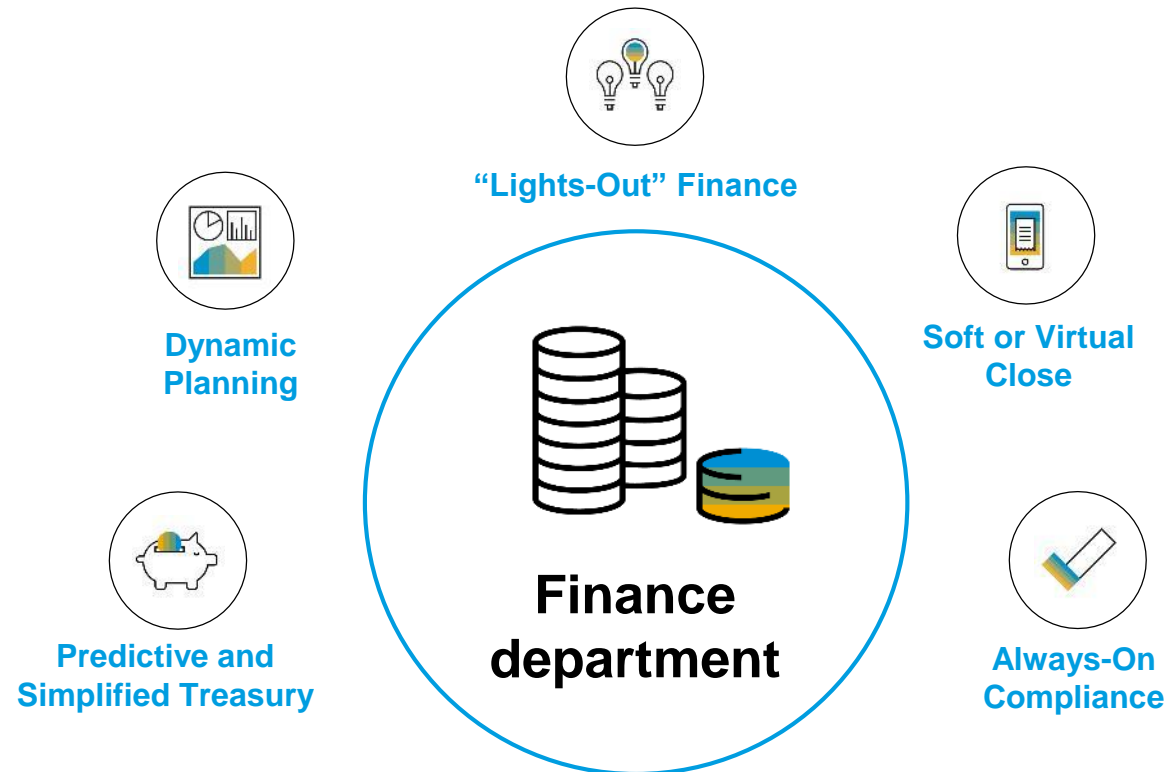 “Lights-Out” Finance
Dynamic
Planning
Soft or Virtual
Close
Finance
department
Predictive and
Simplified Treasury
Always-On
Compliance